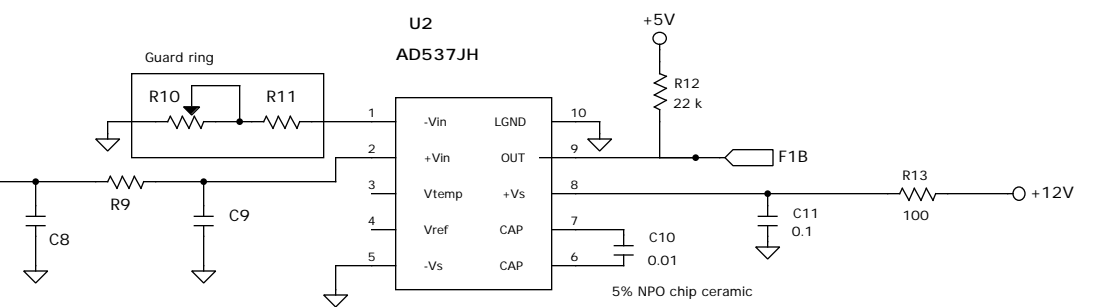 U2
AD537JH
+5V
Guard ring
R10
R11
R12
22 k
1
-Vin
LGND
10
2
+Vin
OUT
9
F1B
3
Vtemp
+Vs
8
R13
100
+12V
R9
C8
C9
4
Vref
CAP
7
C11
0.1
5
-Vs
CAP
6
C10
0.01
5% NPO chip ceramic